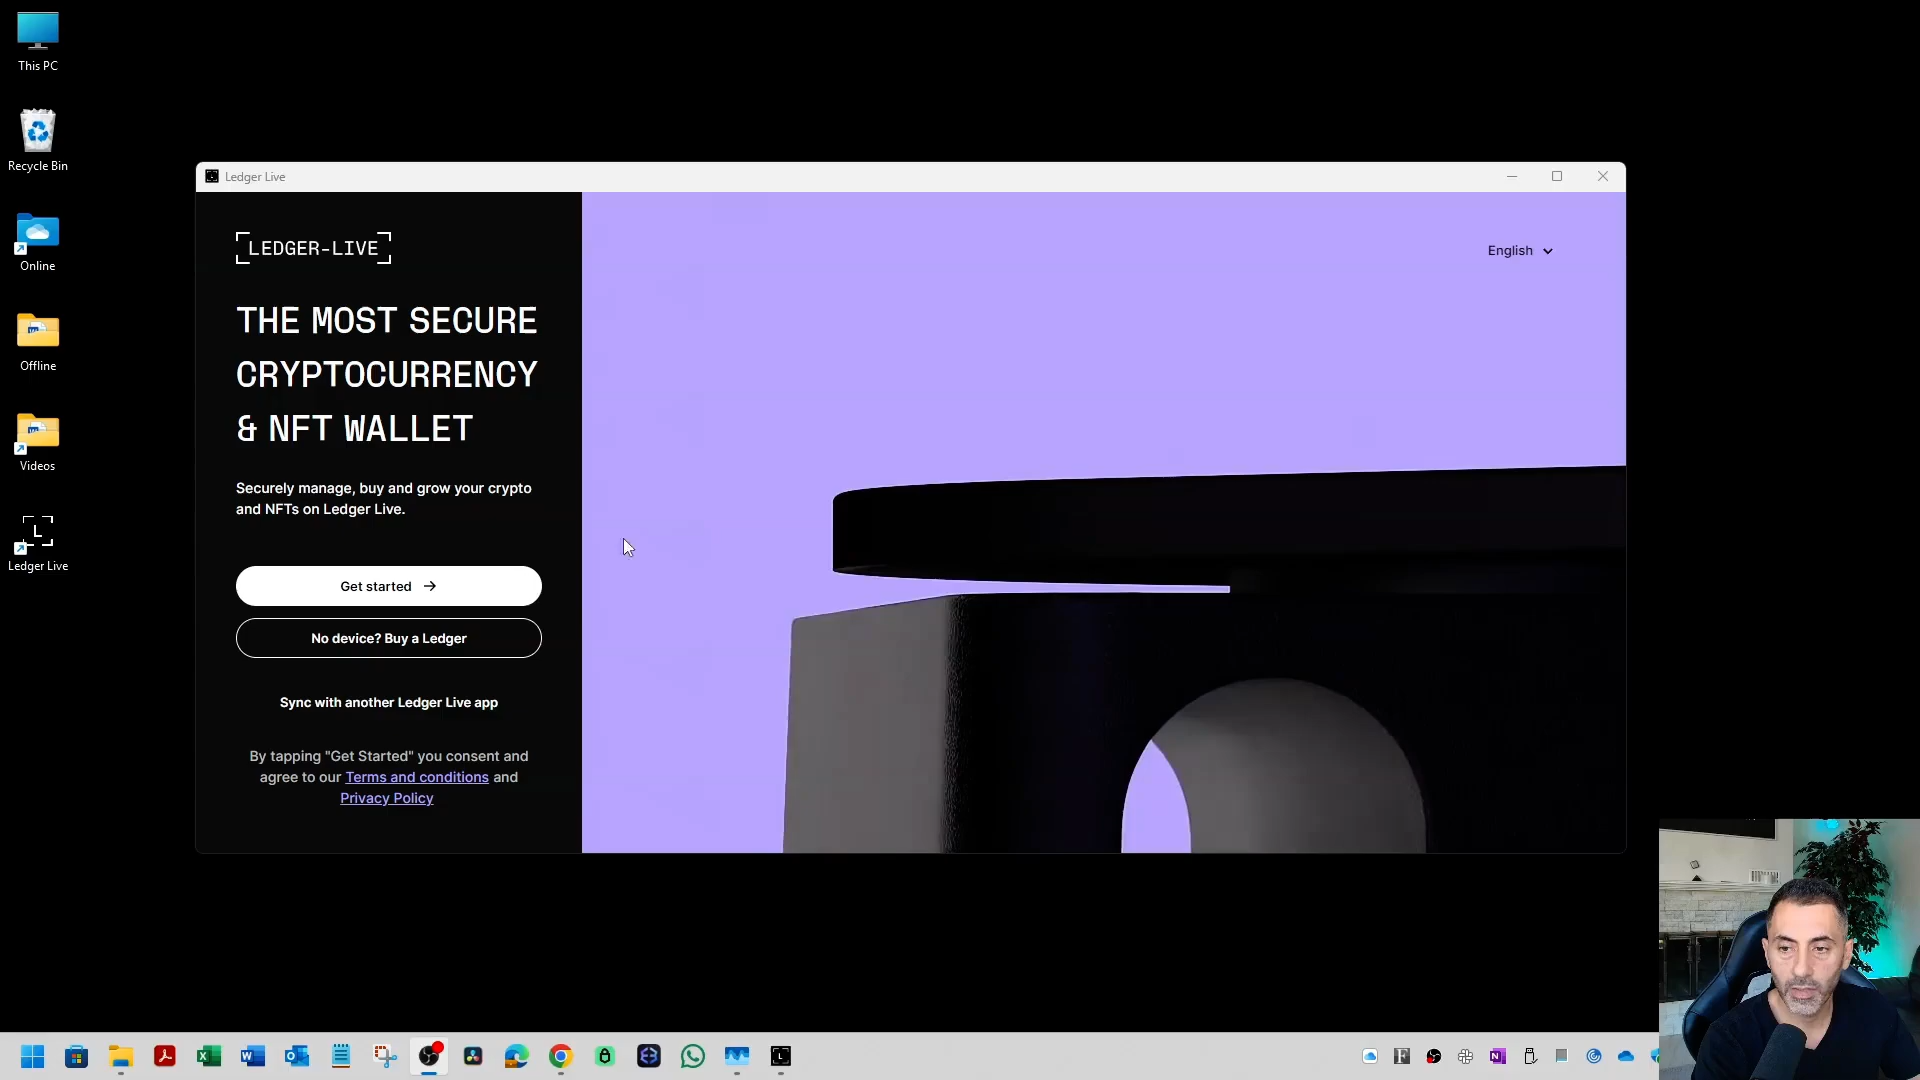 This PC
Recycle Bin
Online
Offline
Videos
Ledger Live
Ledger Live
LEDGER-LIVE
English
THE MOST SECURE
CRYPTOCURRENCY
& NFT WALLET
Securely manage, buy and grow your crypto
and NFTs on Ledger Live.
Get started →
No device? Buy a Ledger
Sync with another Ledger Live app
By tapping "Get Started" you consent and
agree to our Terms and conditions and
Privacy Policy